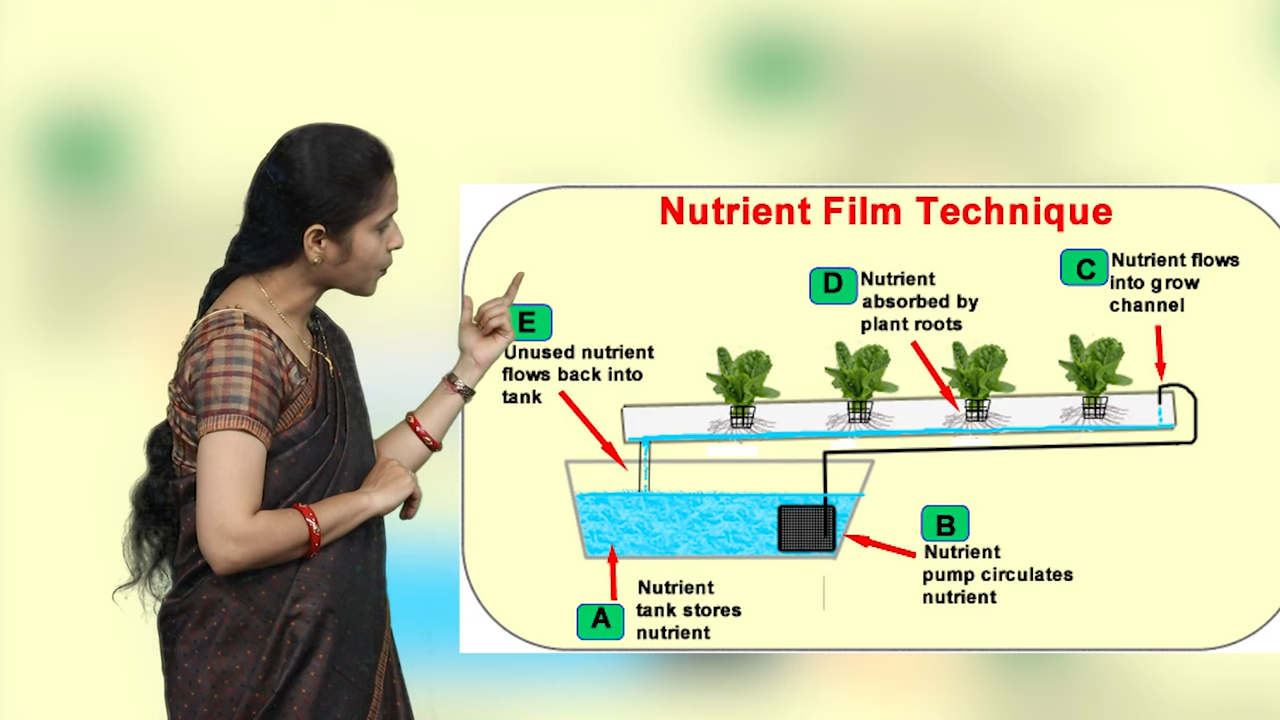 Nutrient Film Technique
C
Nutrient flows
into grow
channel
D
Nutrient
absorbed by
plant roots
E
Unused nutrient
flows back into
tank
B
Nutrient
pump circulates
nutrient
A
Nutrient
tank stores
nutrient